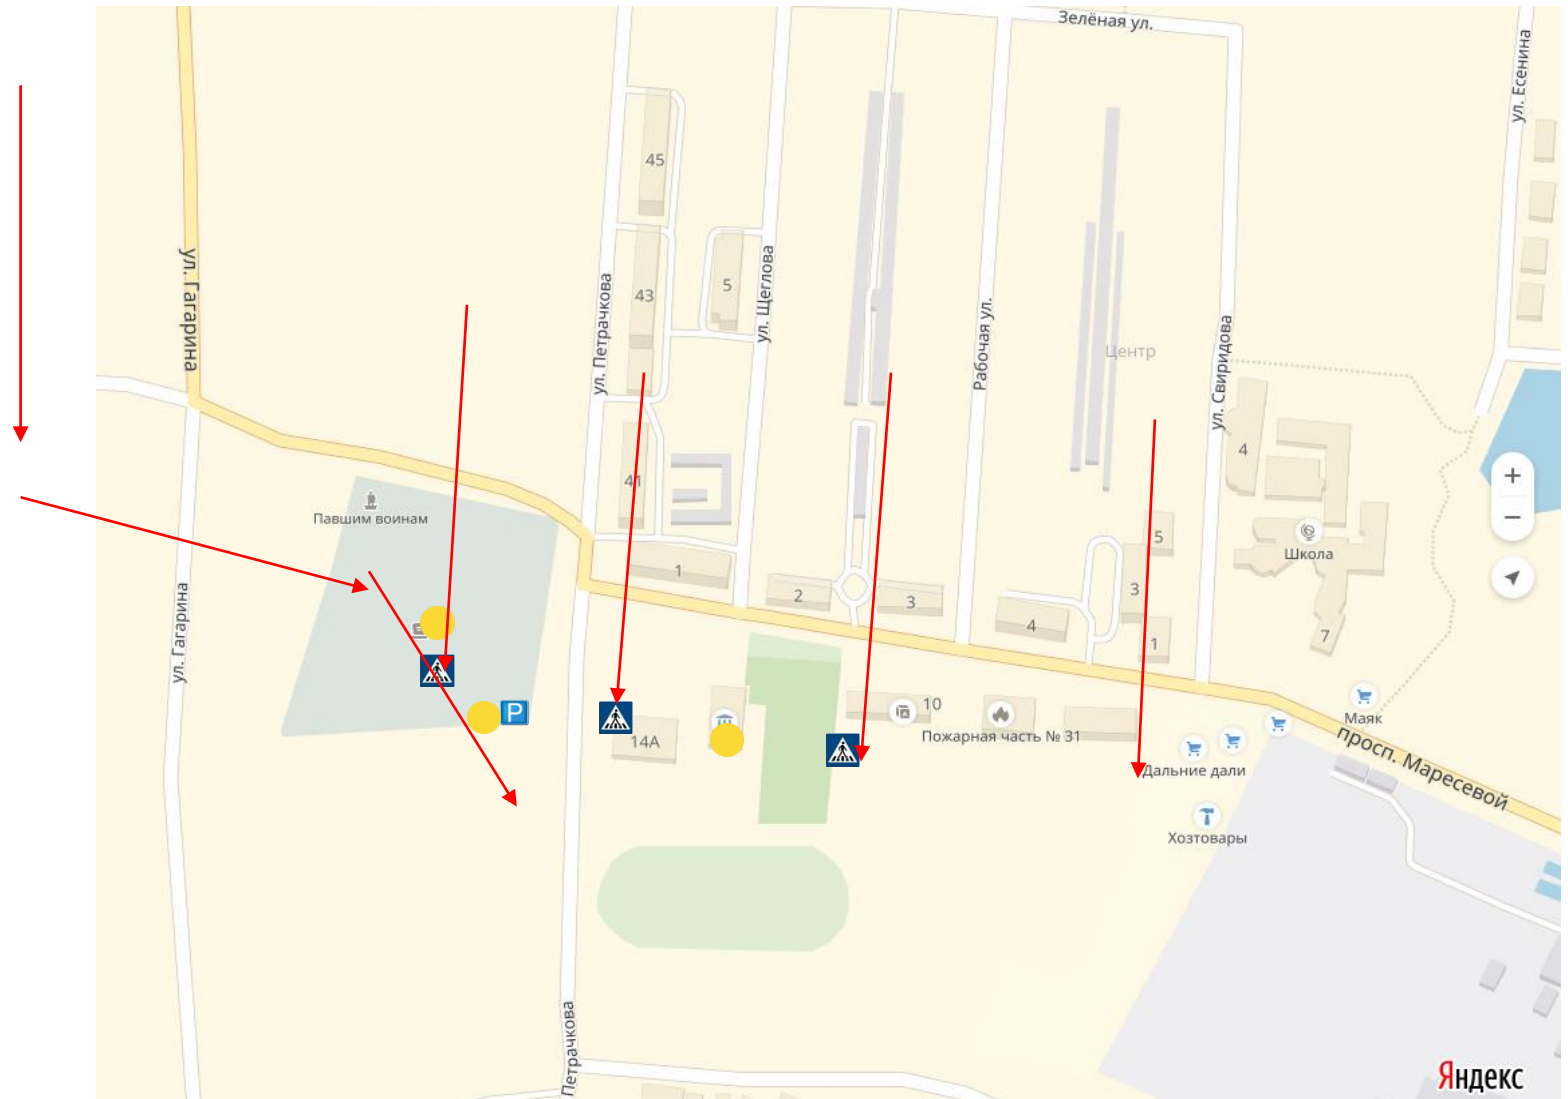 Зелёная ул.
ул. Есенина
45
ул. Гагарина
43
5
ул. Щеглова
ул. Петрачкова
Рабочая ул.
Центр
ул. Свиридова
4
41
Павшим воинам
5
Школа
1
2
3
4
3
1
7
ул. Гагарина
P
14А
10
Пожарная часть № 31
Маяк
просп. Маресевой
Дальние дали
Хозтовары
Петрачкова
Яндекс